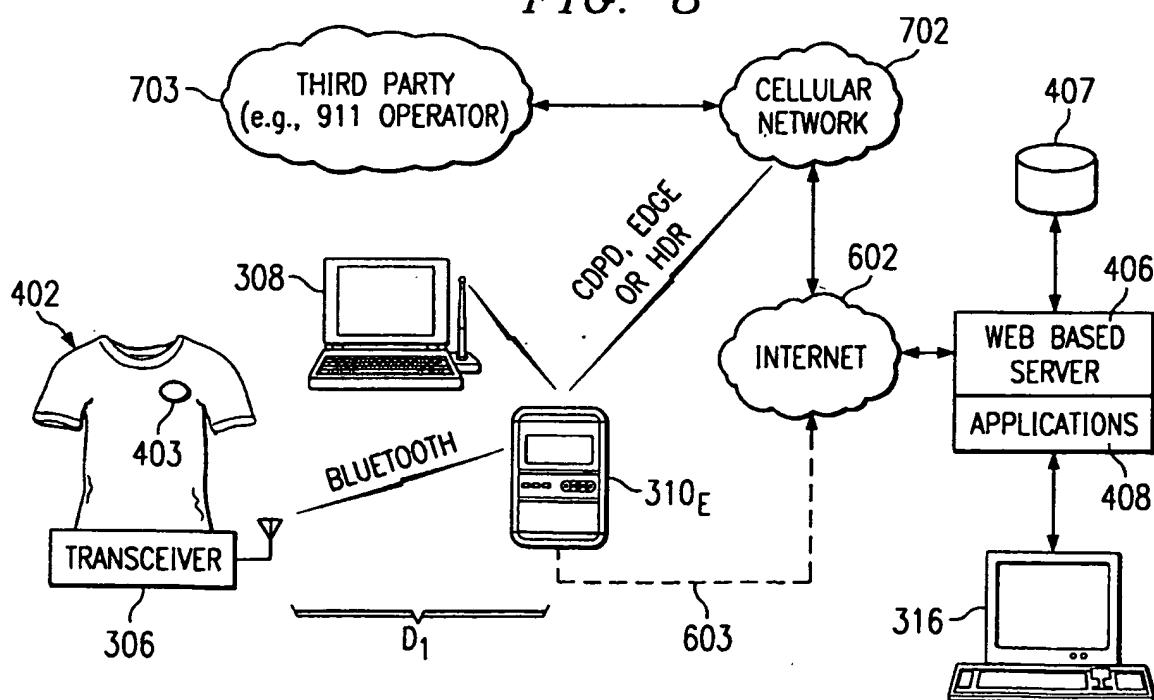 FIG. 8
702
703
THIRD PARTY
(e.g., 911 OPERATOR)
CELLULAR
NETWORK
407
CDPD, EDGE
OR HDR
308
602
406
402
INTERNET
WEB BASED
SERVER
APPLICATIONS
403
BLUETOOTH
310E
408
TRANSCEIVER
306
D1
603
316